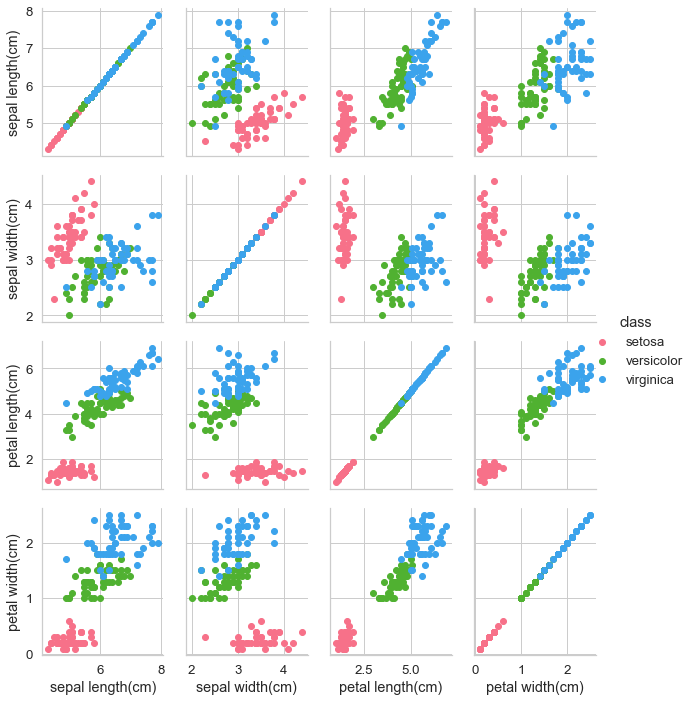 sepal length(cm)
8
7
6
5
sepal width(cm)
4
3
2
class
setosa
versicolor
virginica
petal length(cm)
6
4
2
petal width(cm)
2
1
0
6
8
2
3
4
2.5
5.0
0
2
sepal length(cm)
sepal width(cm)
petal length(cm)
petal width(cm)